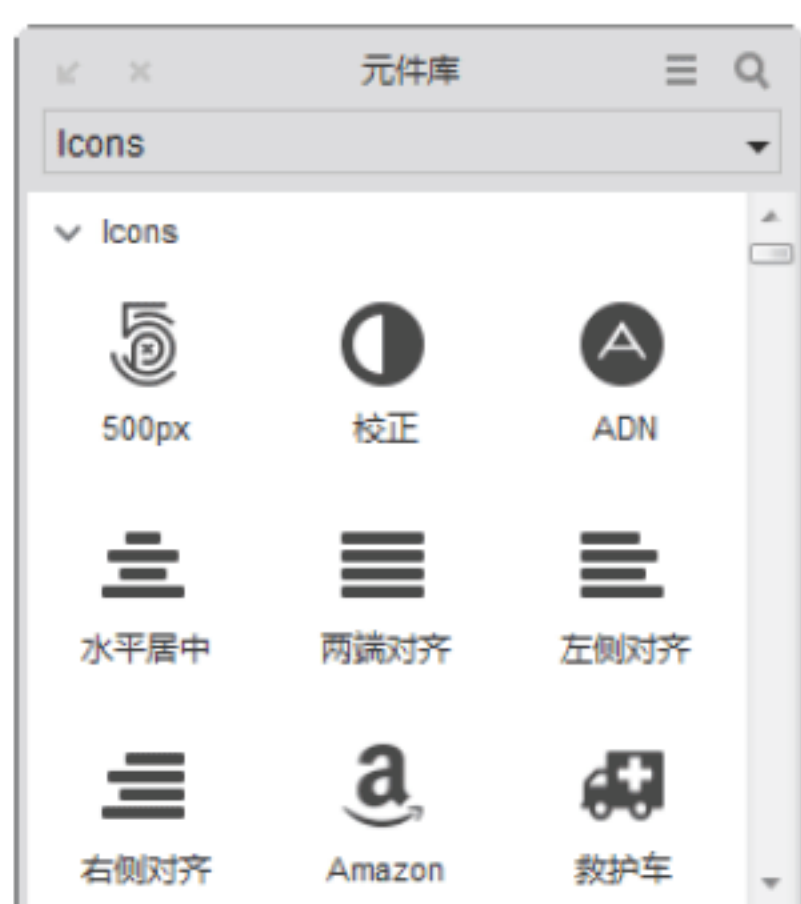 元件库
Icons
Icons
500px 校正 ADN
水平居中 两端对齐 左侧对齐
右侧对齐 Amazon 救护车